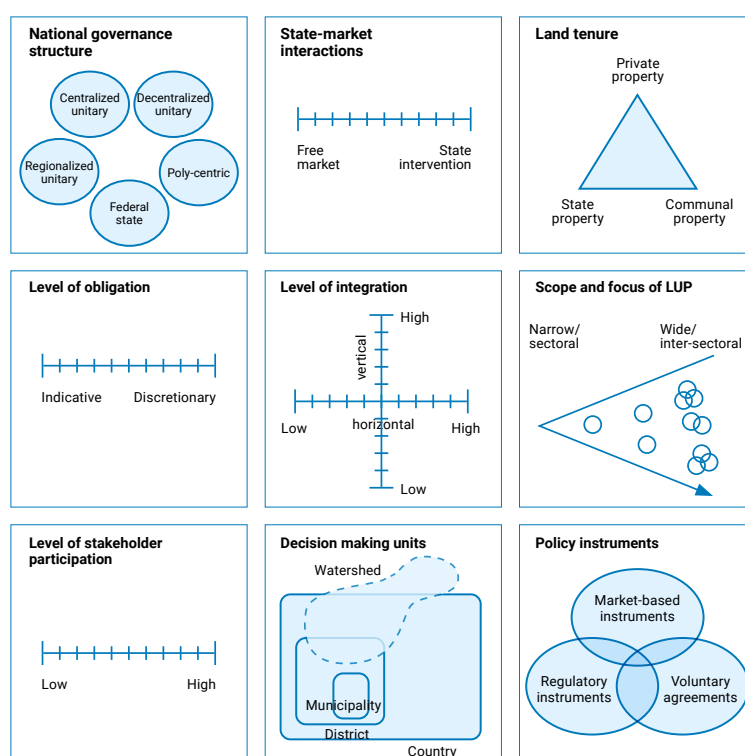 National governance
structure
Centralized
unitary
Decentralized
unitary
Regionalized
unitary
Poly-centric
Federal
state
State-market
interactions
Free
market
State
intervention
Land tenure
Private
property
State
property
Communal
property
Level of obligation
Indicative
Discretionary
Level of integration
High
vertical
Low
horizontal
High
Low
Scope and focus of LUP
Narrow/
sectoral
Wide/
inter-sectoral
Level of stakeholder
participation
Low
High
Decision making units
Watershed
Municipality
District
Country
Policy instruments
Market-based
instruments
Regulatory
instruments
Voluntary
agreements